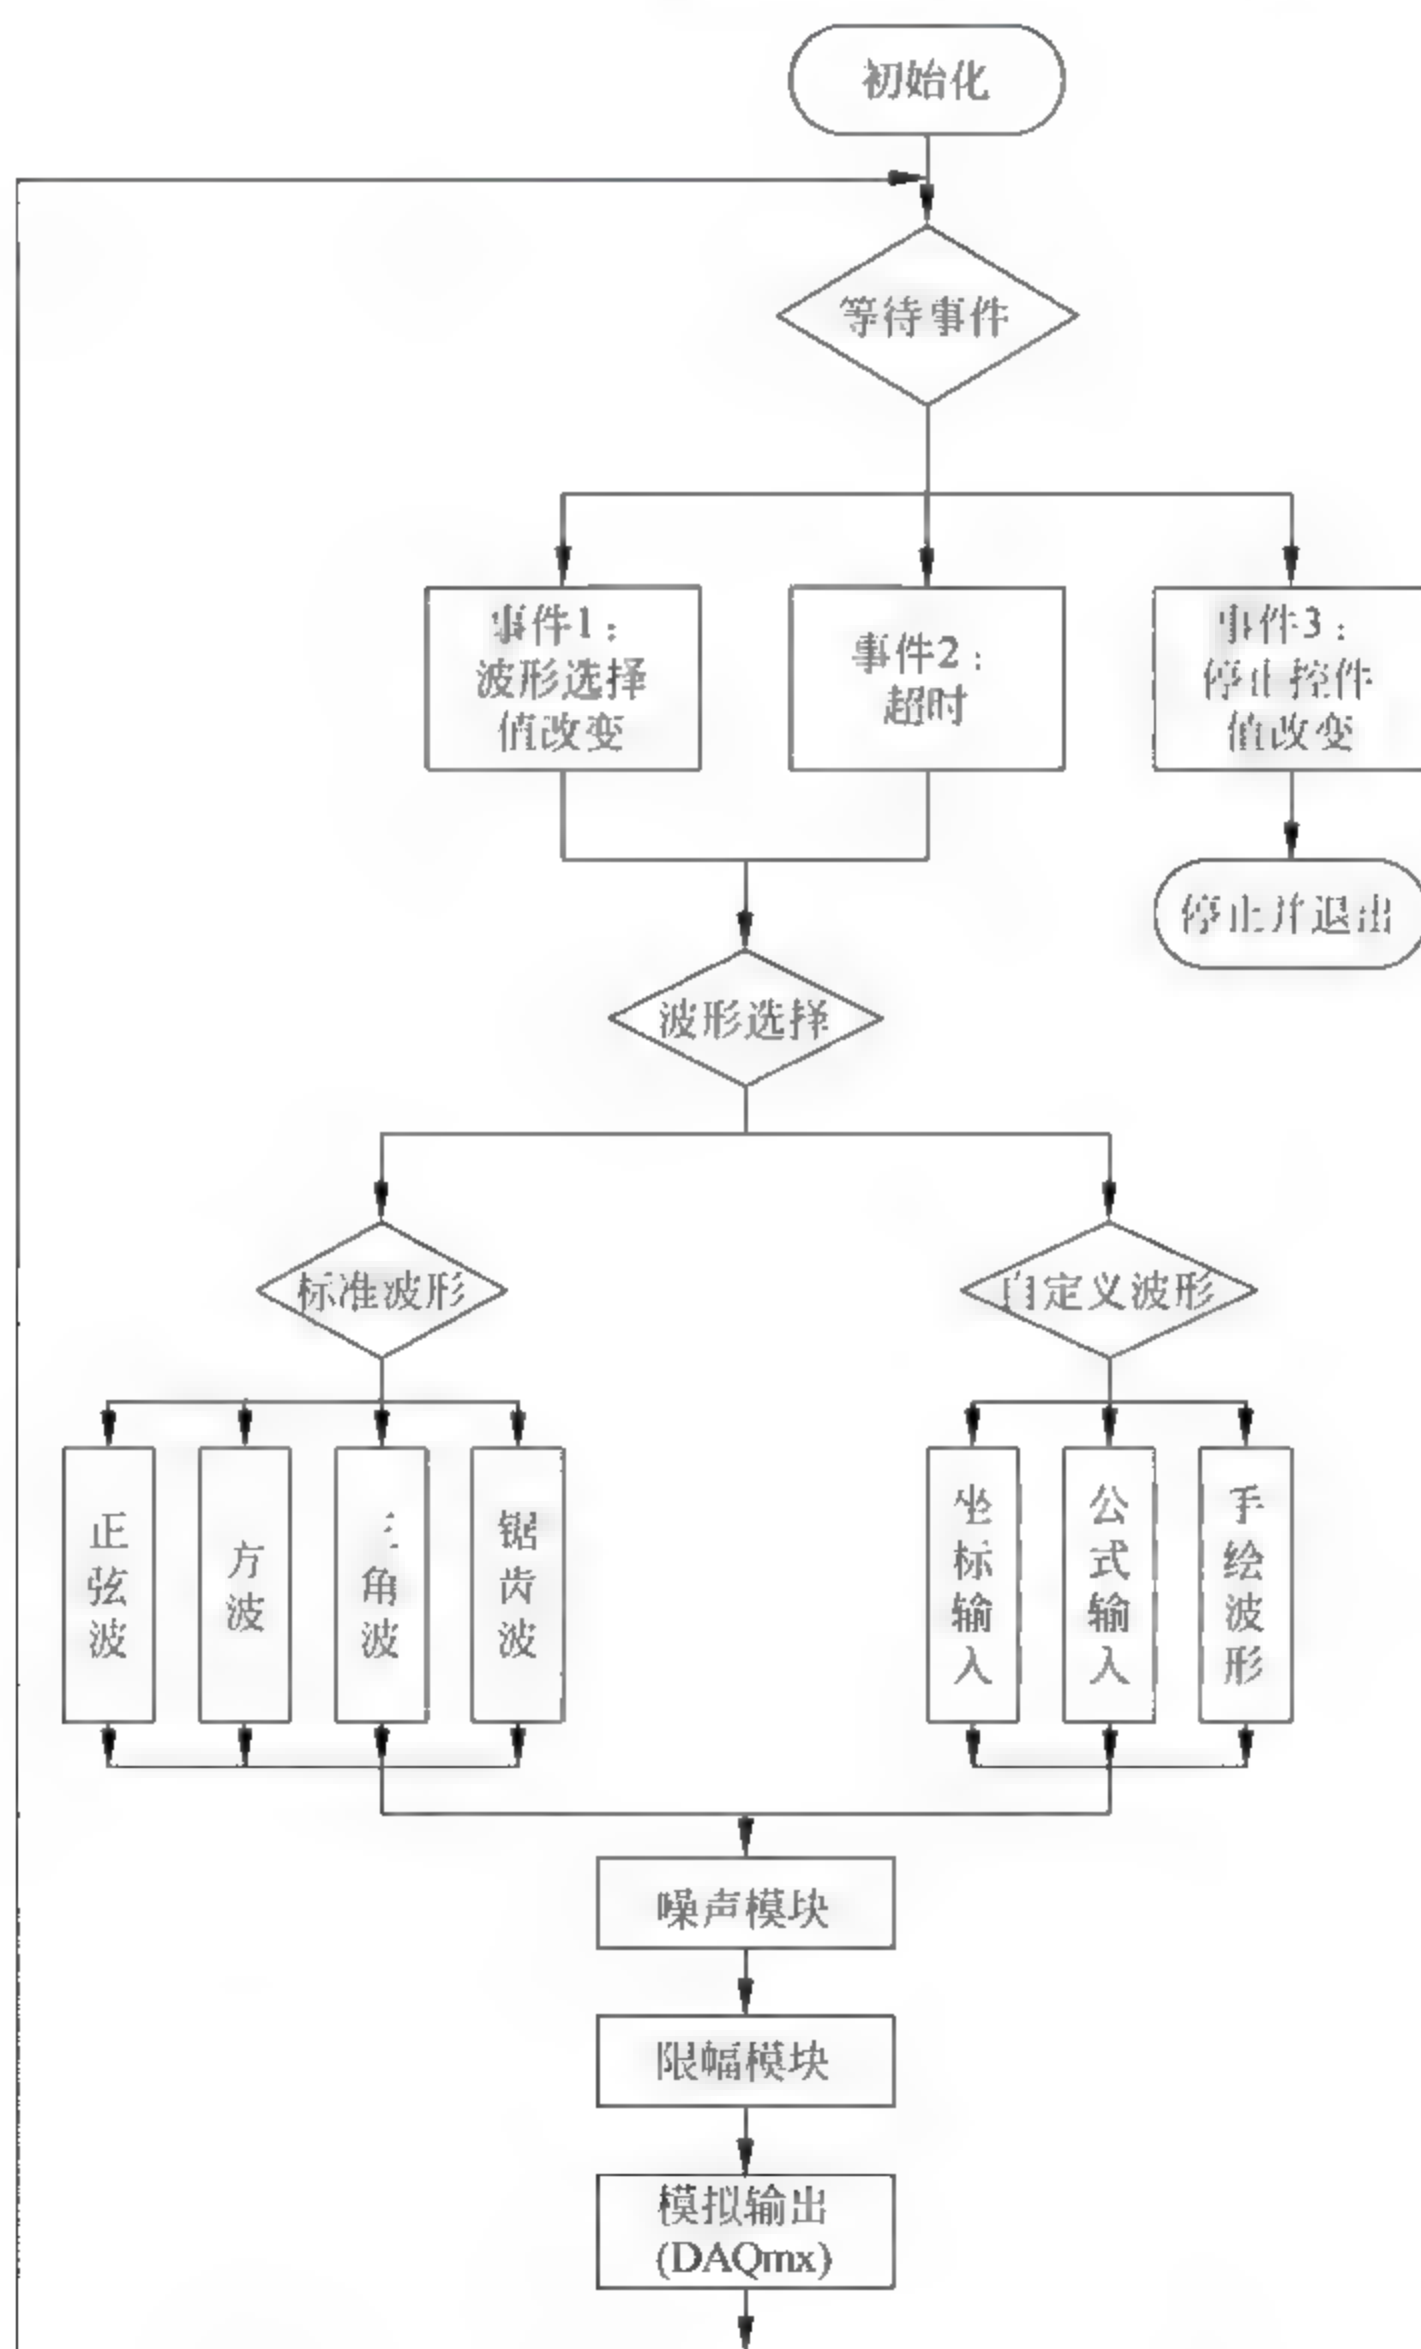 初始化
等待事件
事件1：
波形选择
值改变
事件2：
超时
事件3：
停止控件
值改变
停止并退出
波形选择
标准波形
自定义波形
正弦波
方波
三角波
锯齿波
坐标输入
公式输入
手绘波形
噪声模块
限幅模块
模拟输出
(DAQmx)